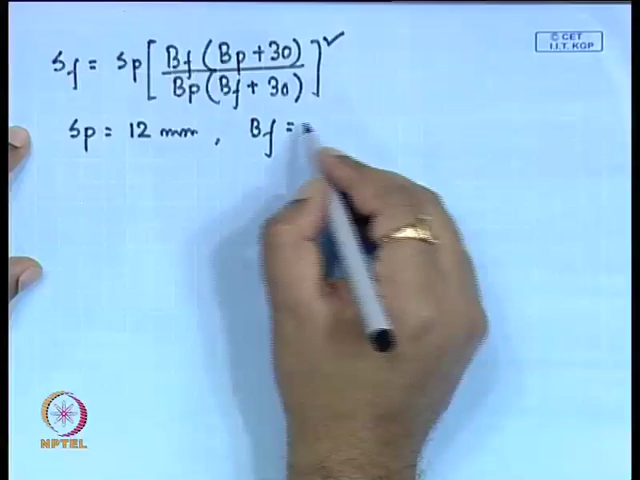 Sf = Sp [ Bf (Bp + 30) / Bp (Bf + 30) ] ✓
Sp = 12 mm , Bf =
© CET
I.I.T. KGP
NPTEL